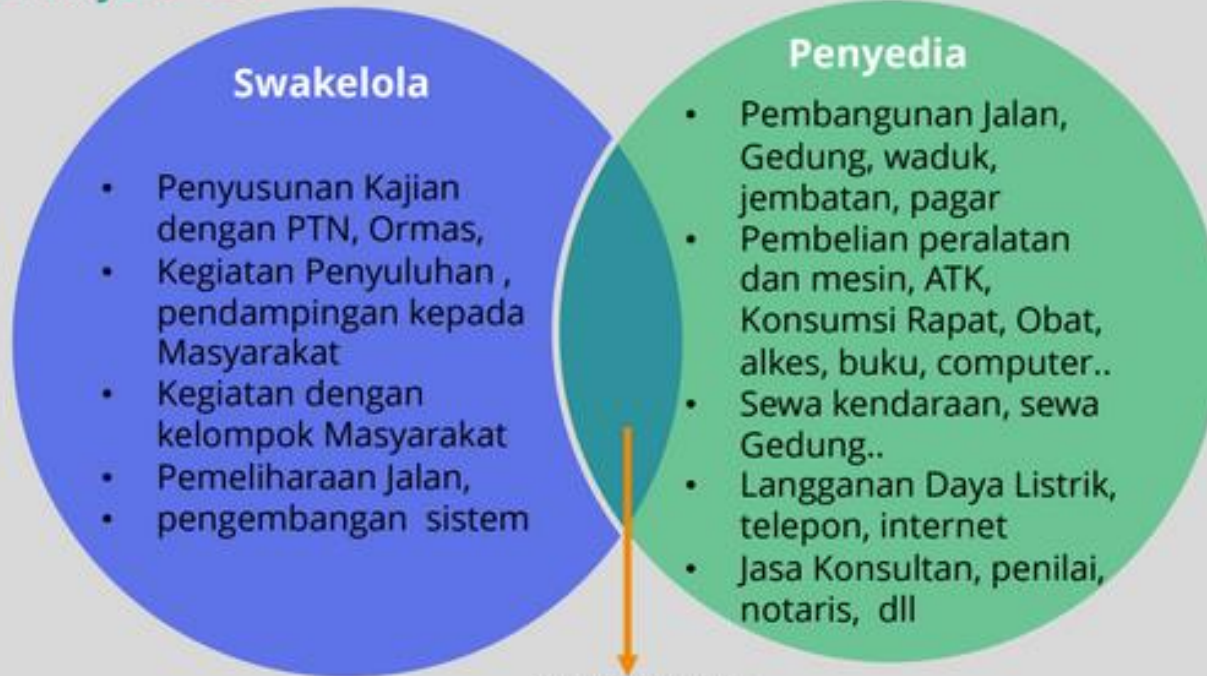 Swakelola
• Penyusunan Kajian
dengan PTN, Ormas,
• Kegiatan Penyuluhan ,
pendampingan kepada
Masyarakat
• Kegiatan dengan
kelompok Masyarakat
• Pemeliharaan Jalan,
• pengembangan sistem
Penyedia
• Pembangunan Jalan,
Gedung, waduk,
jembatan, pagar
• Pembelian peralatan
dan mesin, ATK,
Konsumsi Rapat, Obat,
alkes, buku, computer..
• Sewa kendaraan, sewa
Gedung..
• Langganan Daya Listrik,
telepon, internet
• Jasa Konsultan, penilai,
notaris, dll